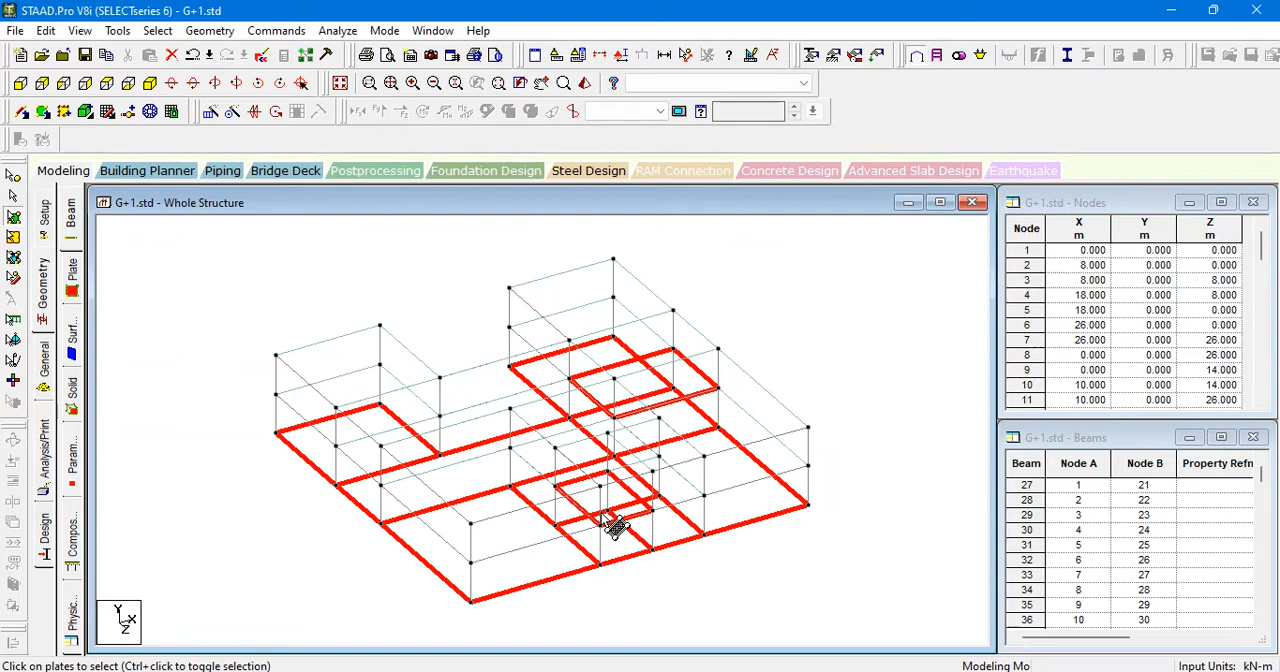 STAAD.Pro V8i (SELECTseries 6) - G+1.std
File Edit View Tools Select Geometry Commands Analyze Mode Window Help
Modeling Building Planner Piping Bridge Deck Postprocessing Foundation Design Steel Design RAM Connection Concrete Design Advanced Slab Design Earthquake
Setup
Geometry
General
Analysis/Print
Design
Beam
Plate
Surf...
Solid
Param...
Compos...
Physic...
G+1.std - Whole Structure
Y
X
Z
G+1.std - Nodes
Node X m Y m Z m
1 0.000 0.000 0.000
2 8.000 0.000 0.000
3 8.000 0.000 8.000
4 18.000 0.000 8.000
5 18.000 0.000 0.000
6 26.000 0.000 0.000
7 26.000 0.000 26.000
8 0.000 0.000 26.000
9 0.000 0.000 14.000
10 10.000 0.000 14.000
11 10.000 0.000 26.000
G+1.std - Beams
Beam Node A Node B Property Refn
27 1 21
28 2 22
29 3 23
30 4 24
31 5 25
32 6 26
33 7 27
34 8 28
35 9 29
36 10 30
Click on plates to select (Ctrl+click to toggle selection) Modeling Mo Input Units: kN-m